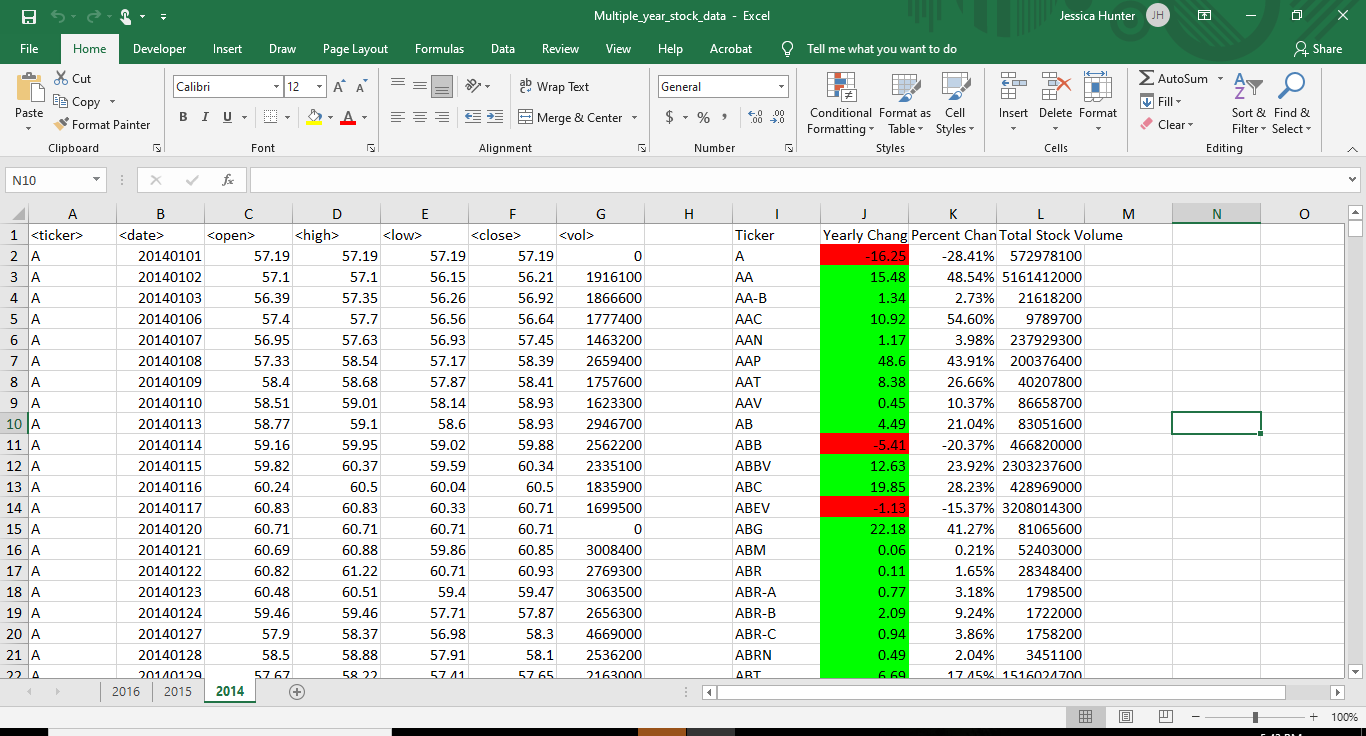 Multiple_year_stock_data - Excel Jessica Hunter JH
File Home Developer Insert Draw Page Layout Formulas Data Review View Help Acrobat Tell me what you want to do Share
Paste Cut Copy Format Painter Clipboard
Calibri 12 A A B I U A Font
ab Wrap Text Merge & Center Alignment
General $ % , .00 .00 Number
Conditional Formatting Format as Table Cell Styles Styles
Insert Delete Format Cells
AutoSum Fill Clear Sort & Filter Find & Select Editing
N10 fx
A B C D E F G H I J K L M N O
1 <ticker> <date> <open> <high> <low> <close> <vol> Ticker Yearly Chang Percent Chan Total Stock Volume
2 A 20140101 57.19 57.19 57.19 57.19 0 A -16.25 -28.41% 572978100
3 A 20140102 57.1 57.1 56.15 56.21 1916100 AA 15.48 48.54% 5161412000
4 A 20140103 56.39 57.35 56.26 56.92 1866600 AA-B 1.34 2.73% 21618200
5 A 20140106 57.4 57.7 56.56 56.64 1777400 AAC 10.92 54.60% 9789700
6 A 20140107 56.95 57.63 56.93 57.45 1463200 AAN 1.17 3.98% 237929300
7 A 20140108 57.33 58.54 57.17 58.39 2659400 AAP 48.6 43.91% 200376400
8 A 20140109 58.4 58.68 57.87 58.41 1757600 AAT 8.38 26.66% 40207800
9 A 20140110 58.51 59.01 58.14 58.93 1623300 AAV 0.45 10.37% 86658700
10 A 20140113 58.77 59.1 58.6 58.93 2946700 AB 4.49 21.04% 83051600
11 A 20140114 59.16 59.95 59.02 59.88 2562200 ABB -5.41 -20.37% 466820000
12 A 20140115 59.82 60.37 59.59 60.34 2335100 ABBV 12.63 23.92% 2303237600
13 A 20140116 60.24 60.5 60.04 60.5 1835900 ABC 19.85 28.23% 428969000
14 A 20140117 60.83 60.83 60.33 60.71 1699500 ABEV -1.13 -15.37% 3208014300
15 A 20140120 60.71 60.71 60.71 60.71 0 ABG 22.18 41.27% 81065600
16 A 20140121 60.69 60.88 59.86 60.85 3008400 ABM 0.06 0.21% 52403000
17 A 20140122 60.82 61.22 60.71 60.93 2769300 ABR 0.11 1.65% 28348400
18 A 20140123 60.48 60.51 59.4 59.47 3063500 ABR-A 0.77 3.18% 1798500
19 A 20140124 59.46 59.46 57.71 57.87 2656300 ABR-B 2.09 9.24% 1722000
20 A 20140127 57.9 58.37 56.98 58.3 4669000 ABR-C 0.94 3.86% 1758200
21 A 20140128 58.5 58.88 57.91 58.1 2536200 ABRN 0.49 2.04% 3451100
22 A 20140129 57.67 58.22 57.41 57.65 2163000 ABT 6.69 17.45% 1516024700
2016 2015 2014
100%